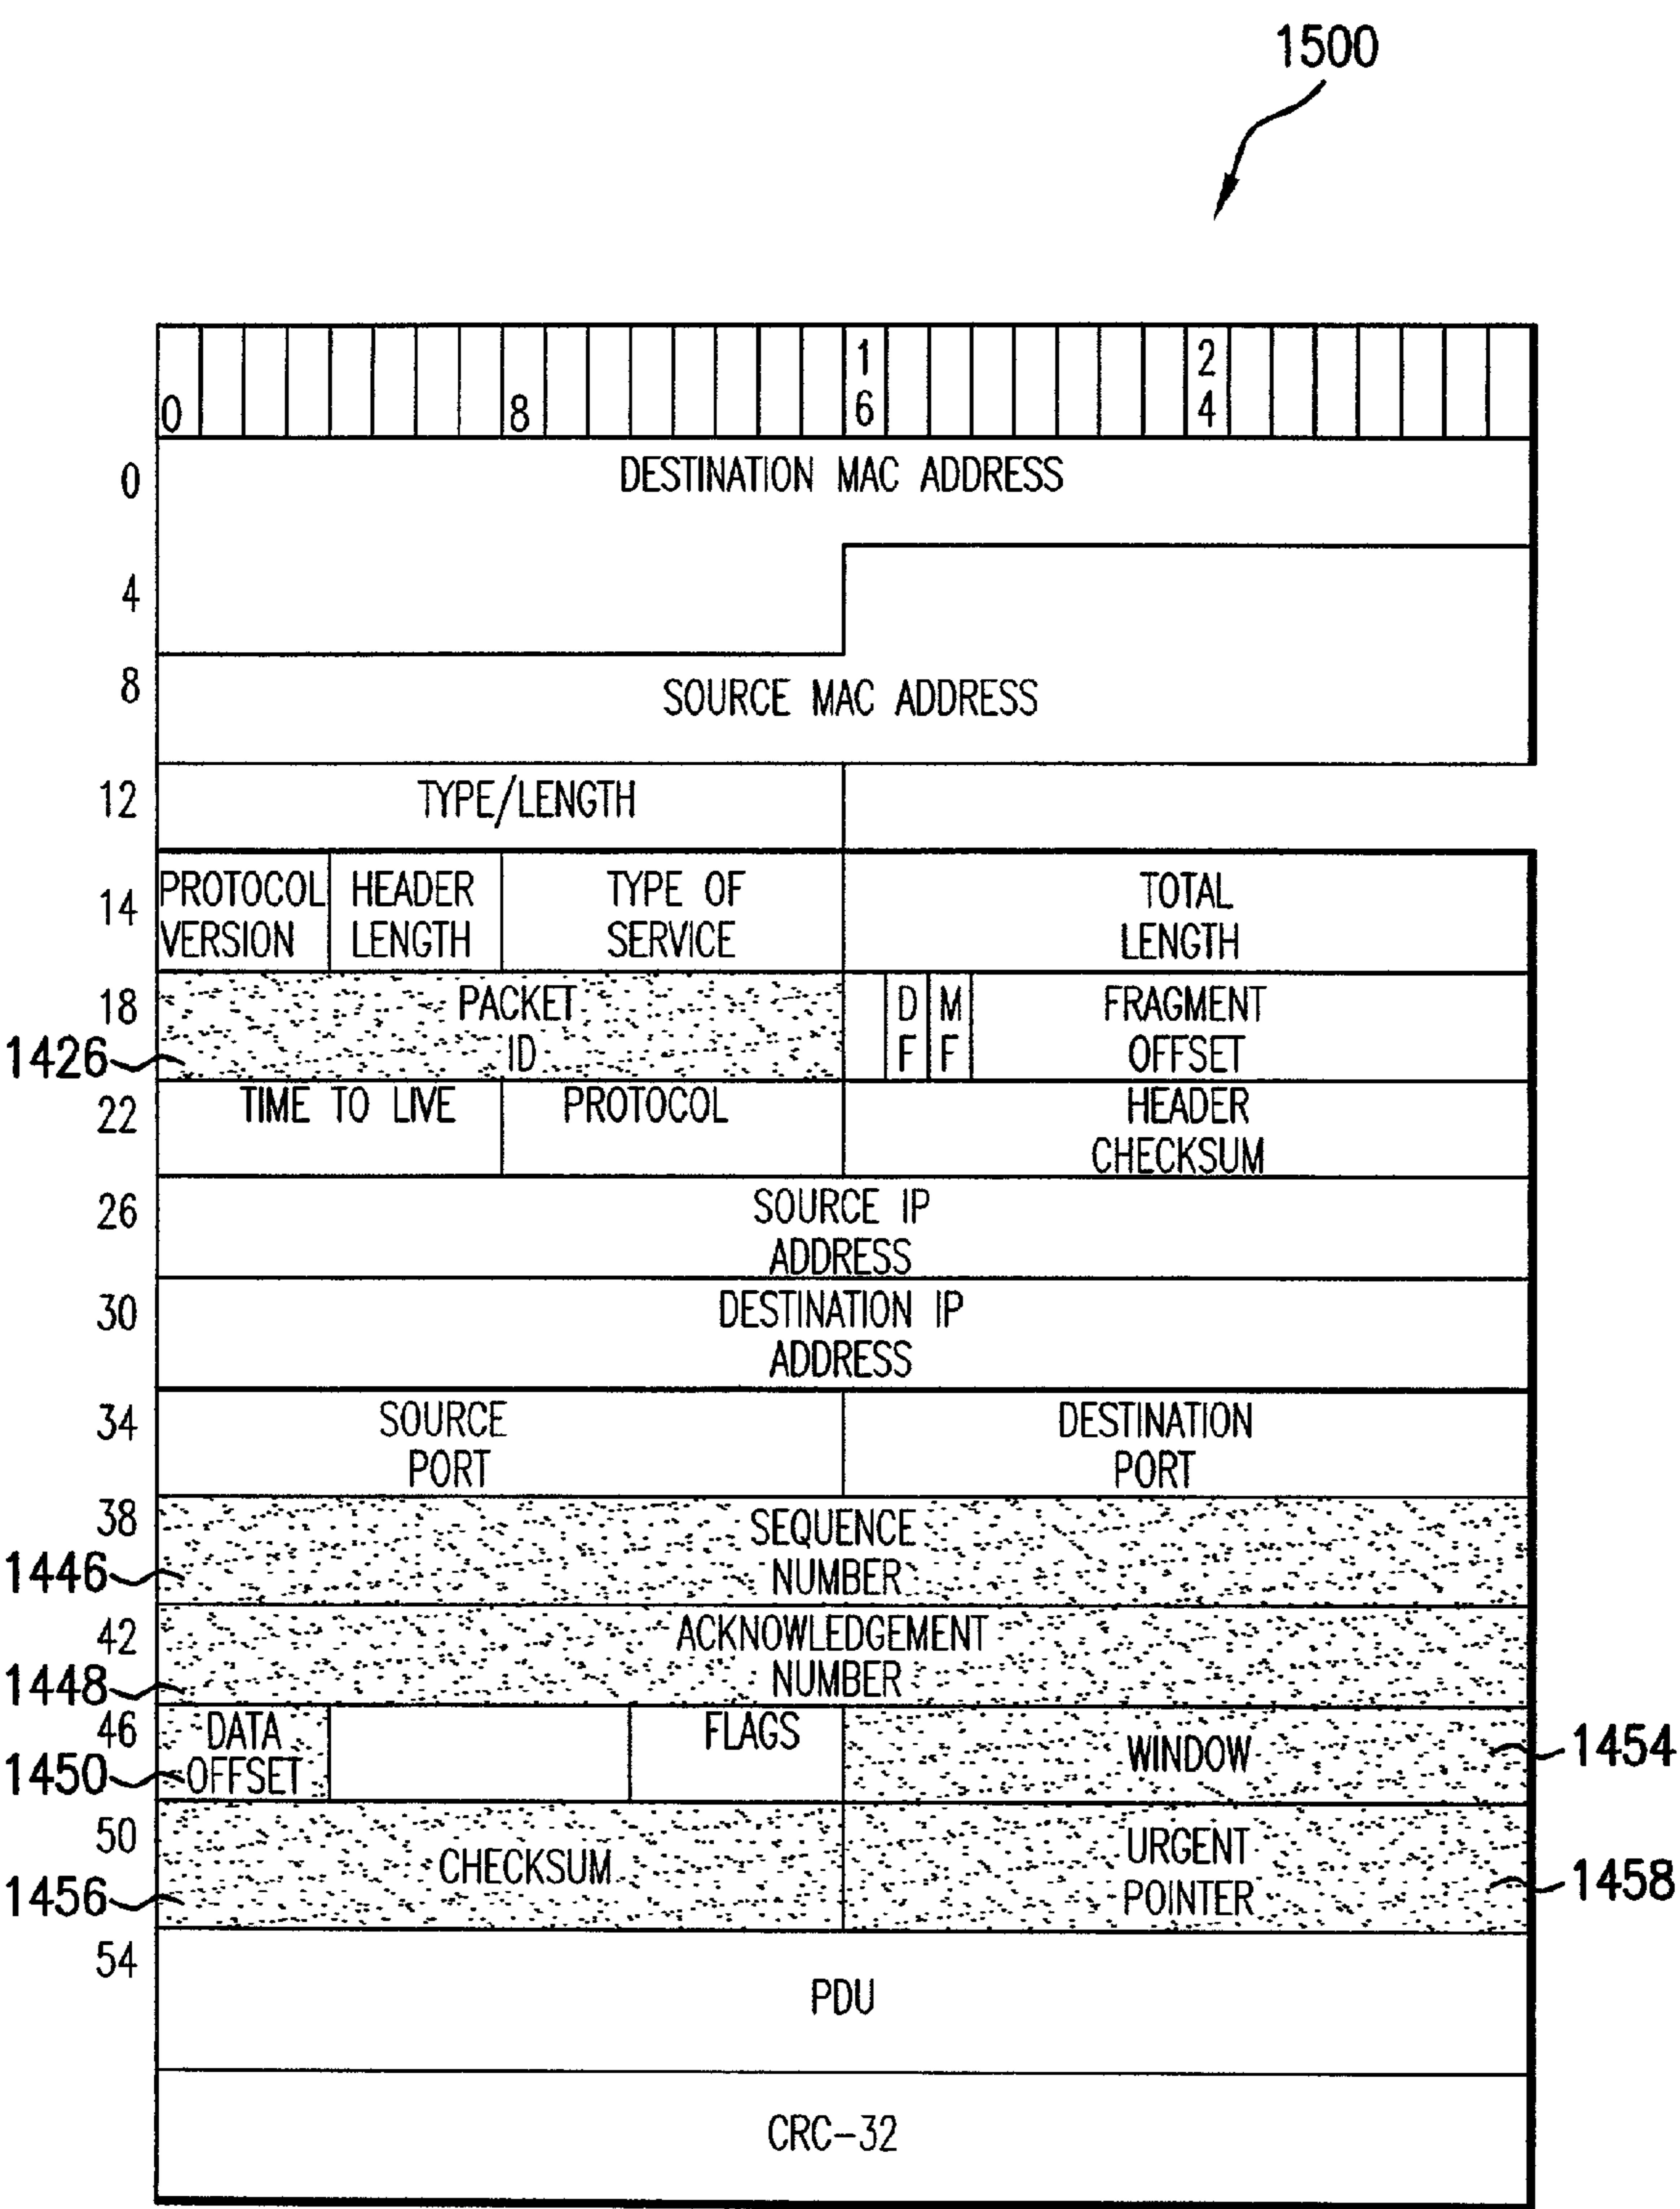 1500
0 8 16 24
0 DESTINATION MAC ADDRESS
4
8 SOURCE MAC ADDRESS
12 TYPE/LENGTH
14 PROTOCOL VERSION HEADER LENGTH TYPE OF SERVICE TOTAL LENGTH
18 PACKET ID DF MF FRAGMENT OFFSET
1426
22 TIME TO LIVE PROTOCOL HEADER CHECKSUM
26 SOURCE IP ADDRESS
30 DESTINATION IP ADDRESS
34 SOURCE PORT DESTINATION PORT
38 SEQUENCE NUMBER
1446
42 ACKNOWLEDGEMENT NUMBER
1448
46 DATA OFFSET FLAGS WINDOW 1454
1450
50 CHECKSUM URGENT POINTER 1458
1456
54 PDU
CRC-32